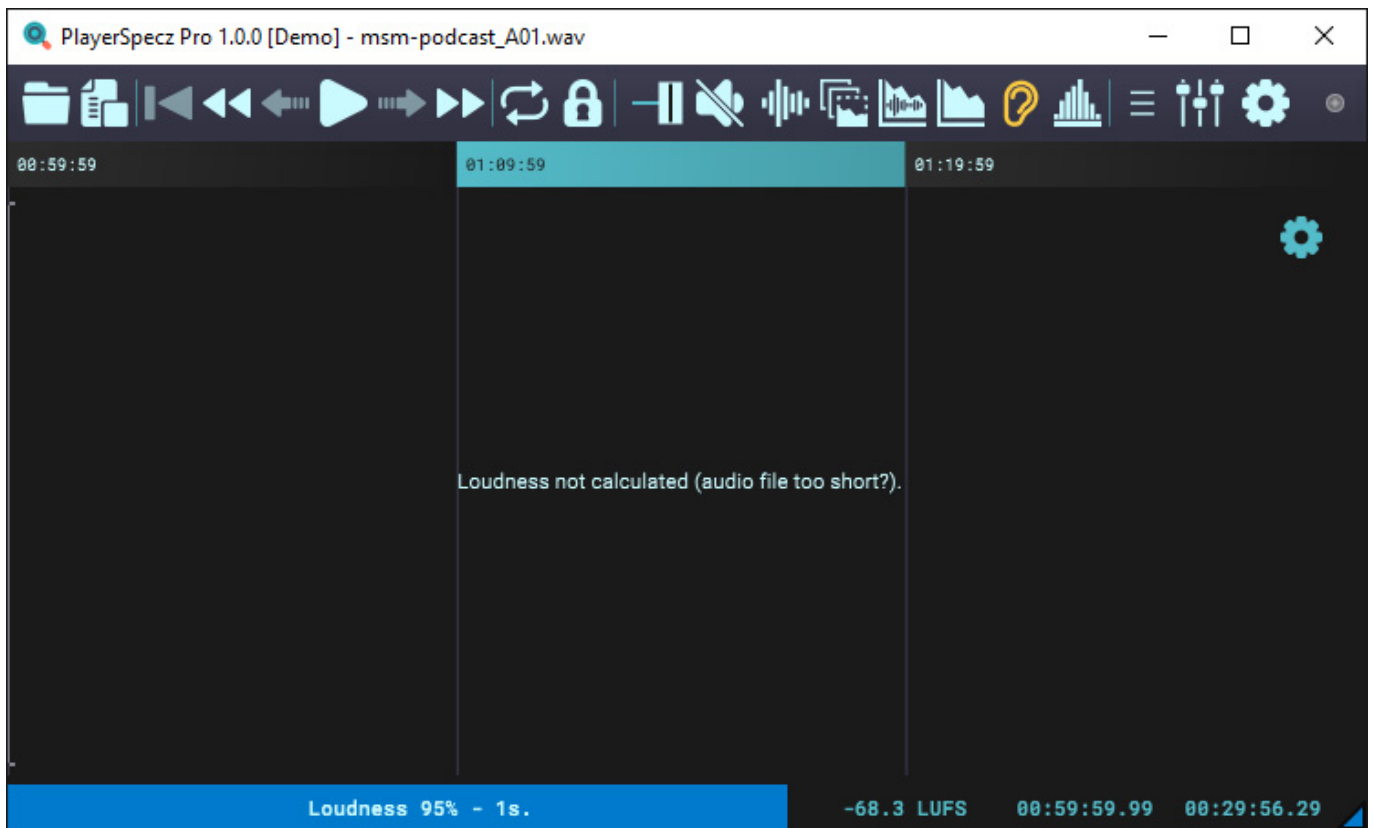 PlayerSpecz Pro 1.0.0 [Demo] - msm-podcast_A01.wav
00:59:59 01:09:59 01:19:59
Loudness not calculated (audio file too short?).
Loudness 95% - 1s. -68.3 LUFS 00:59:59.99 00:29:56.29